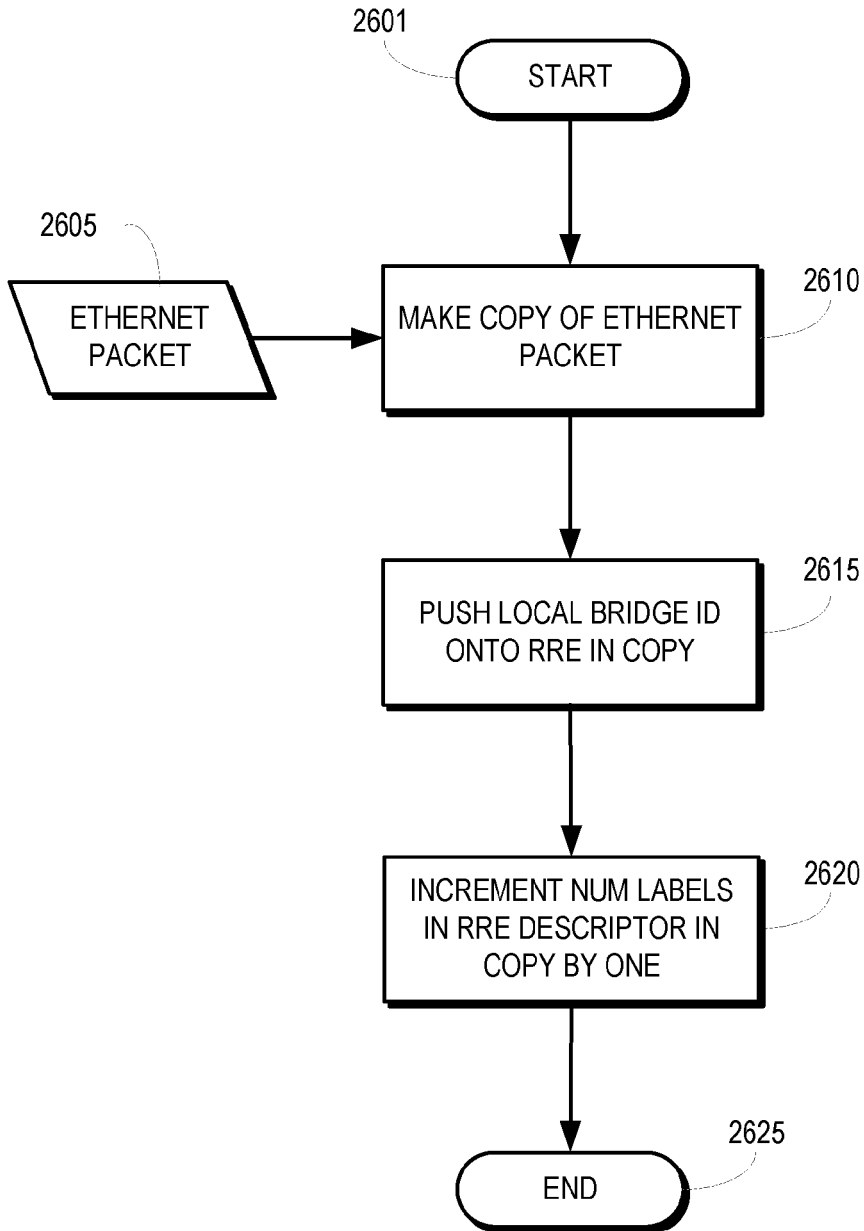 2601
START
2605
ETHERNET
PACKET
2610
MAKE COPY OF ETHERNET
PACKET
2615
PUSH LOCAL BRIDGE ID
ONTO RRE IN COPY
2620
INCREMENT NUM LABELS
IN RRE DESCRIPTOR IN
COPY BY ONE
2625
END